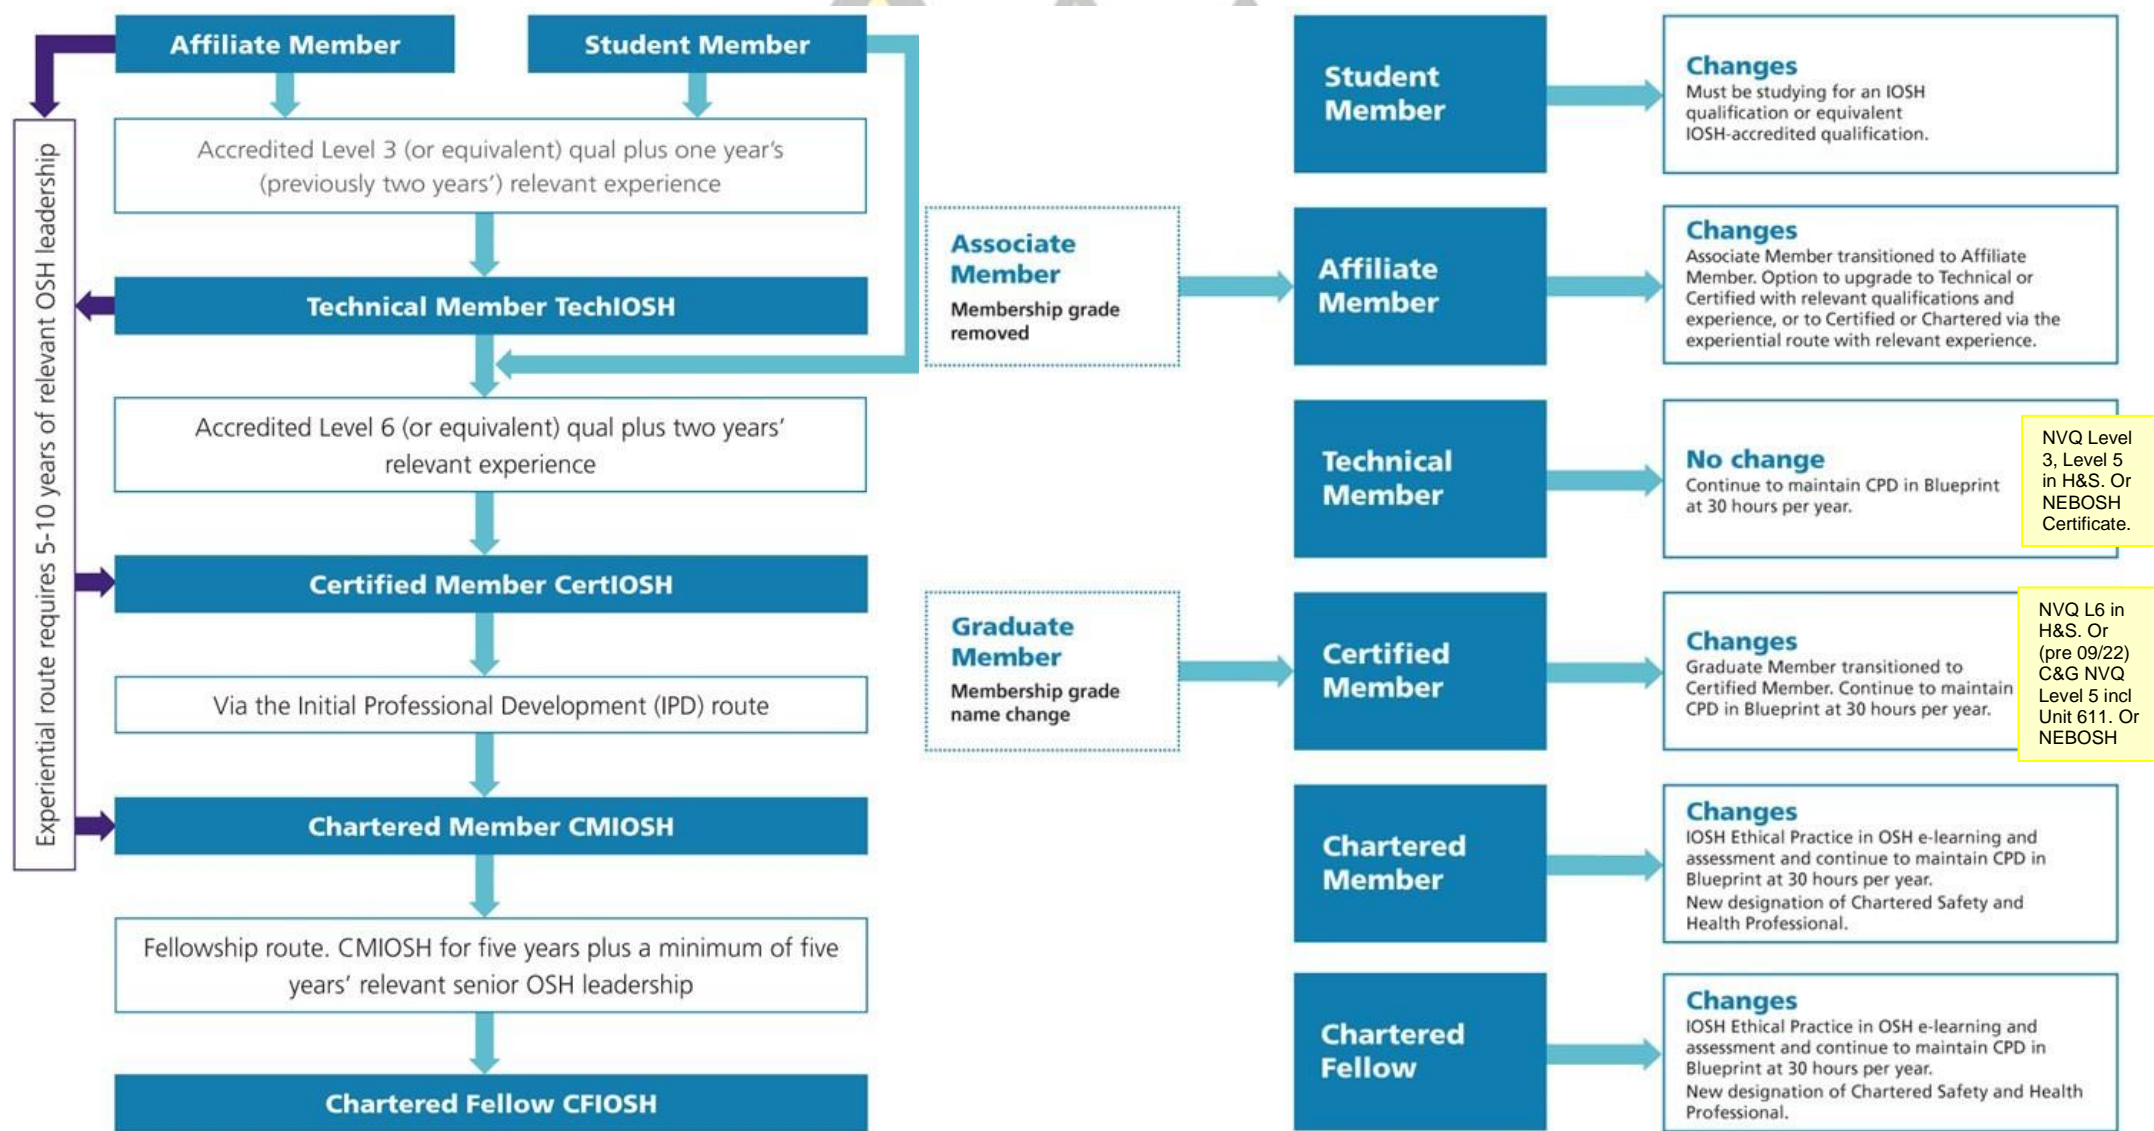 Affiliate Member
Student Member
Accredited Level 3 (or equivalent) qual plus one year's
(previously two years') relevant experience
Technical Member TechIOSH
Accredited Level 6 (or equivalent) qual plus two years'
relevant experience
Certified Member CertIOSH
Via the Initial Professional Development (IPD) route
Chartered Member CMIOSH
Fellowship route. CMIOSH for five years plus a minimum of five
years' relevant senior OSH leadership
Chartered Fellow CFIOSH
Experiential route requires 5-10 years of relevant OSH leadership
Student
Member
Changes
Must be studying for an IOSH
qualification or equivalent
IOSH-accredited qualification.
Associate
Member
Membership grade
removed
Affiliate
Member
Changes
Associate Member transitioned to Affiliate
Member. Option to upgrade to Technical or
Certified with relevant qualifications and
experience, or to Certified or Chartered via the
experiential route with relevant experience.
Technical
Member
No change
Continue to maintain CPD in Blueprint
at 30 hours per year.
NVQ Level
3, Level 5
in H&S. Or
NEBOSH
Certificate.
Graduate
Member
Membership grade
name change
Certified
Member
Changes
Graduate Member transitioned to
Certified Member. Continue to maintain
CPD in Blueprint at 30 hours per year.
NVQ L6 in
H&S. Or
(pre 09/22)
C&G NVQ
Level 5 incl
Unit 611. Or
NEBOSH
Chartered
Member
Changes
IOSH Ethical Practice in OSH e-learning and
assessment and continue to maintain CPD in
Blueprint at 30 hours per year.
New designation of Chartered Safety and
Health Professional.
Chartered
Fellow
Changes
IOSH Ethical Practice in OSH e-learning and
assessment and continue to maintain CPD in
Blueprint at 30 hours per year.
New designation of Chartered Safety and Health
Professional.